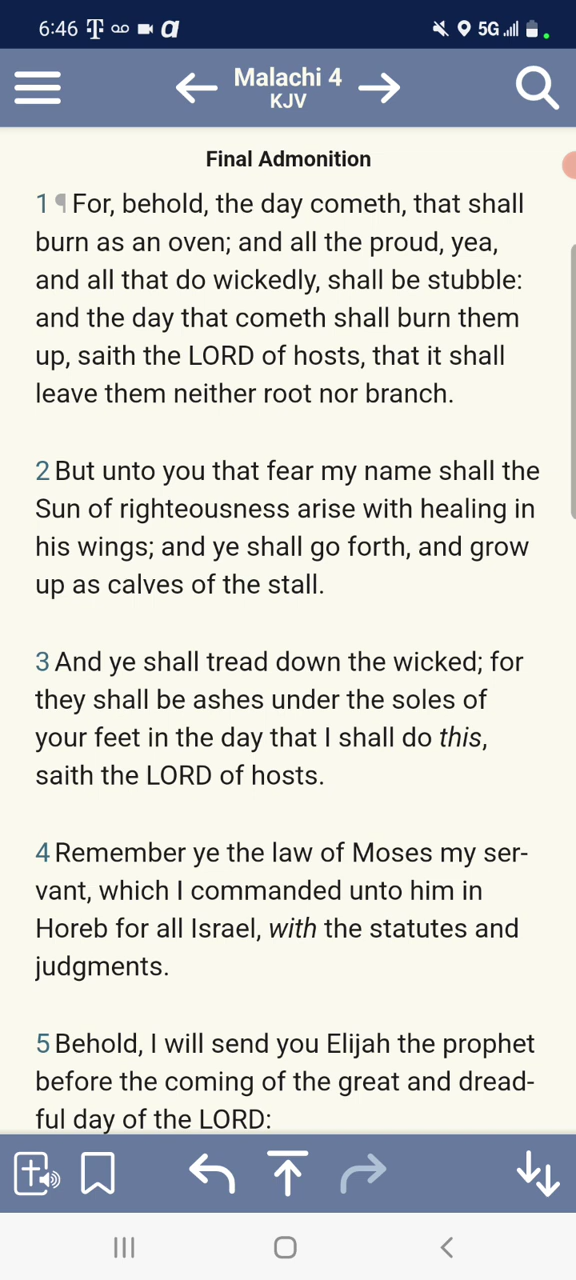 6:46
5G
Malachi 4
KJV
Final Admonition
1 ¶ For, behold, the day cometh, that shall
burn as an oven; and all the proud, yea,
and all that do wickedly, shall be stubble:
and the day that cometh shall burn them
up, saith the LORD of hosts, that it shall
leave them neither root nor branch.
2 But unto you that fear my name shall the
Sun of righteousness arise with healing in
his wings; and ye shall go forth, and grow
up as calves of the stall.
3 And ye shall tread down the wicked; for
they shall be ashes under the soles of
your feet in the day that I shall do this,
saith the LORD of hosts.
4 Remember ye the law of Moses my ser-
vant, which I commanded unto him in
Horeb for all Israel, with the statutes and
judgments.
5 Behold, I will send you Elijah the prophet
before the coming of the great and dread-
ful day of the LORD: